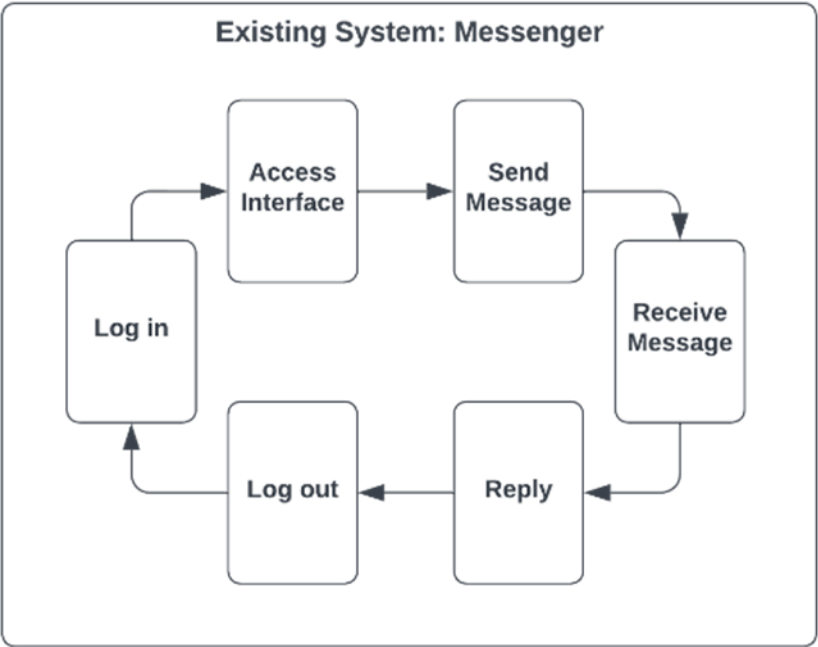 Existing System: Messenger
Access
Interface
Send
Message
Log in
Receive
Message
Log out
Reply